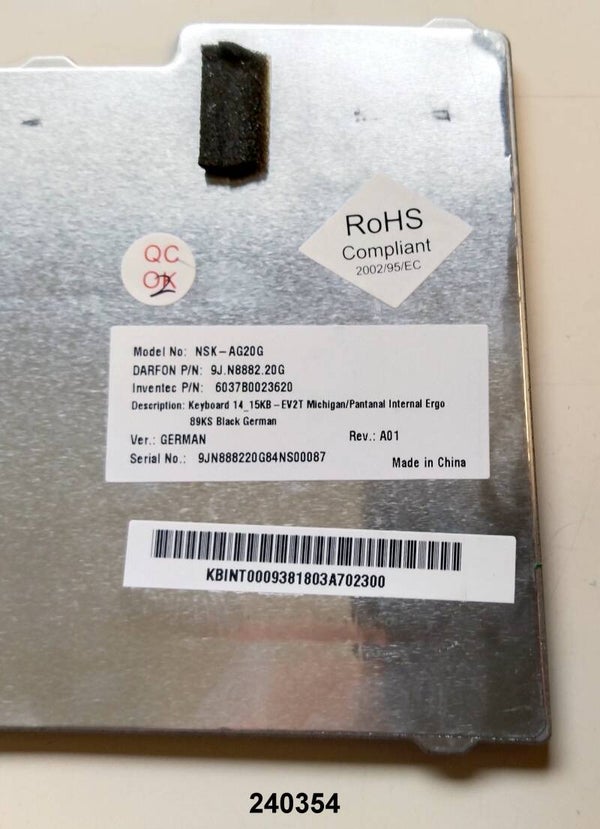 RoHS
Compliant
2002/95/EC
QC
OK
2
Model No: NSK-AG20G
DARFON P/N: 9J.N8882.20G
Inventec P/N: 6037B0023620
Description: Keyboard 14_15KB-EV2T Michigan/Pantanal Internal Ergo
89KS Black German
Ver.: GERMAN Rev.: A01
Serial No.: 9JN888220G84NS00087
Made in China
KBINT0009381803A702300
240354